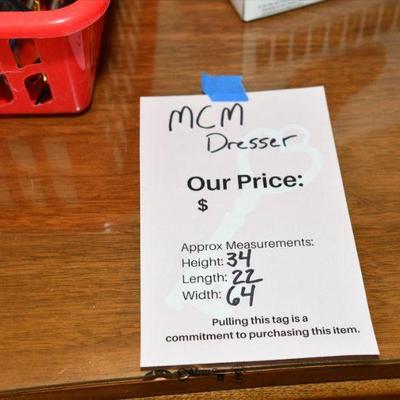 MCM
Dresser
Our Price:
$
Approx Measurements:
Height: 34
Length: 22
Width: 64
Pulling this tag is a
commitment to purchasing this item.